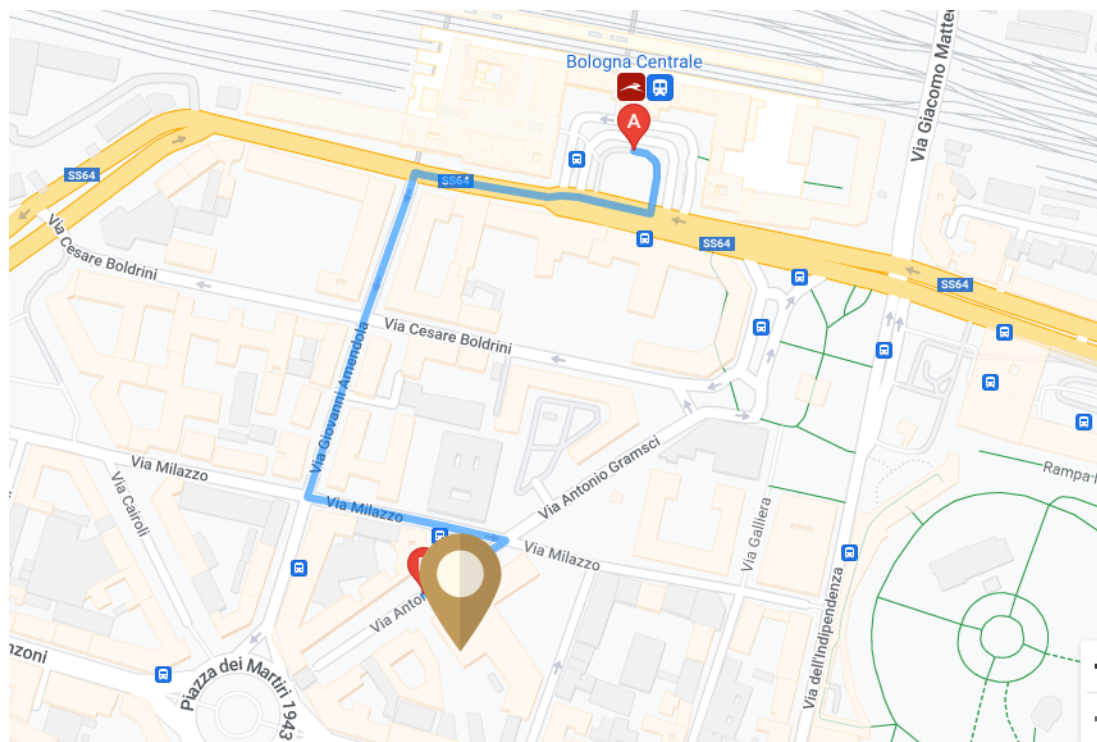 Bologna Centrale
A
Via Giacomo Matteo
SS64
SS64
SS64
SS64
Via Cesare Boldrini
Via Cesare Boldrini
Via Giovanni Amendola
Via Milazzo
Via Milazzo
Via Milazzo
Via Antonio Gramsci
Via Cairoli
Via Galliera
Via dell'Indipendenza
Rampa
Via Anton
nzoni
Piazza dei Martiri 1943